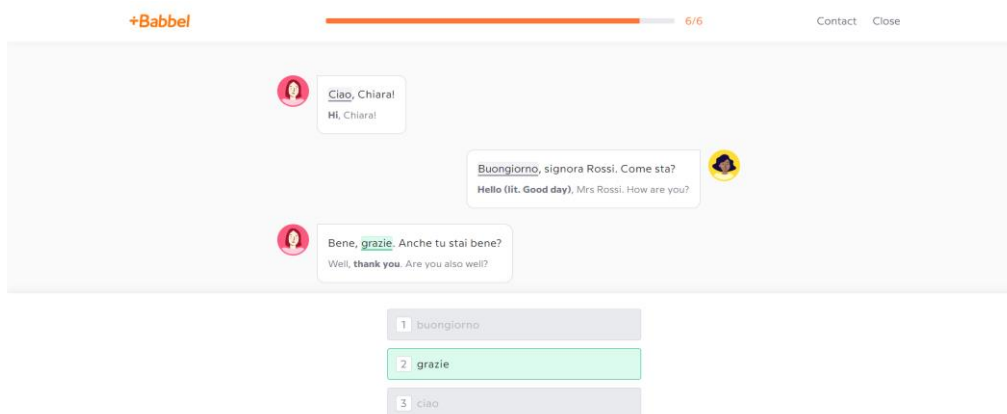 +Babbel
6/6
Contact Close
Ciao, Chiara!
Hi, Chiara!
Buongiorno, signora Rossi. Come sta?
Hello (lit. Good day), Mrs Rossi. How are you?
Bene, grazie. Anche tu stai bene?
Well, thank you. Are you also well?
1 buongiorno
2 grazie
3 ciao